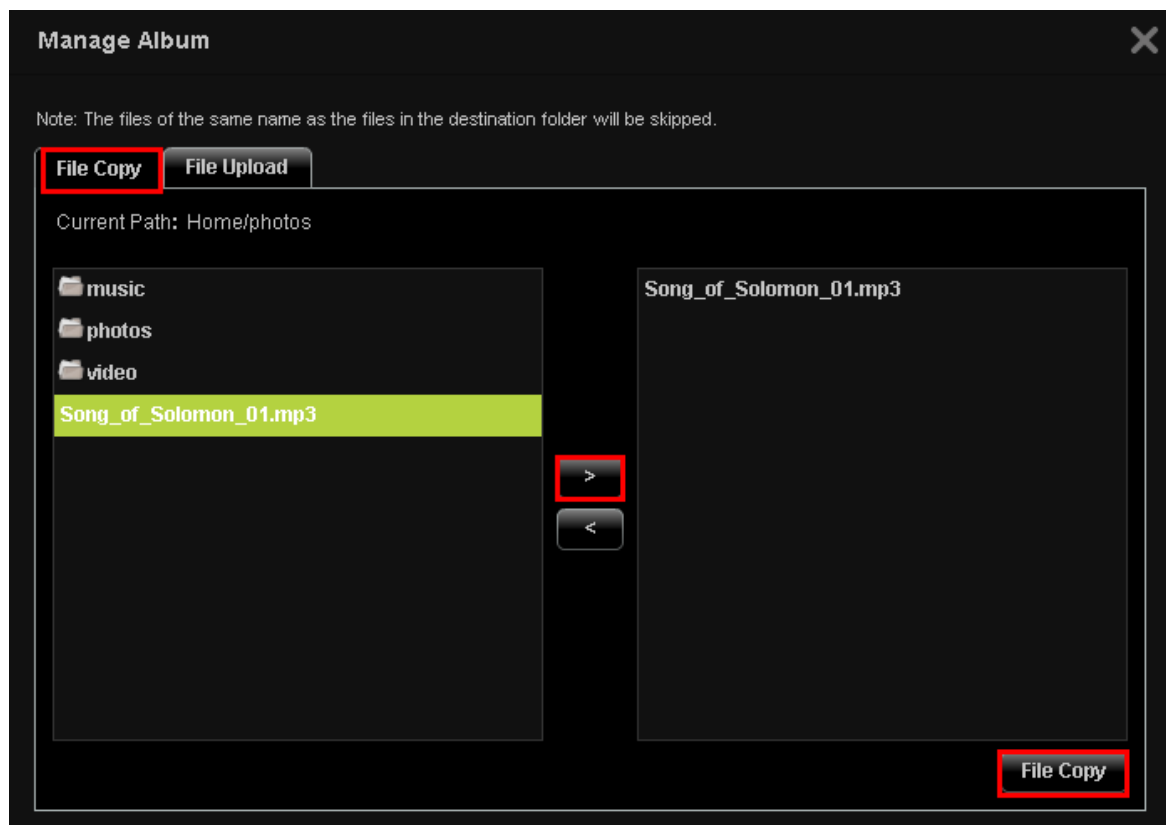 Manage Album
Note: The files of the same name as the files in the destination folder will be skipped.
File Copy File Upload
Current Path: Home/photos
music
photos
video
Song_of_Solomon_01.mp3
Song_of_Solomon_01.mp3
>
<
File Copy